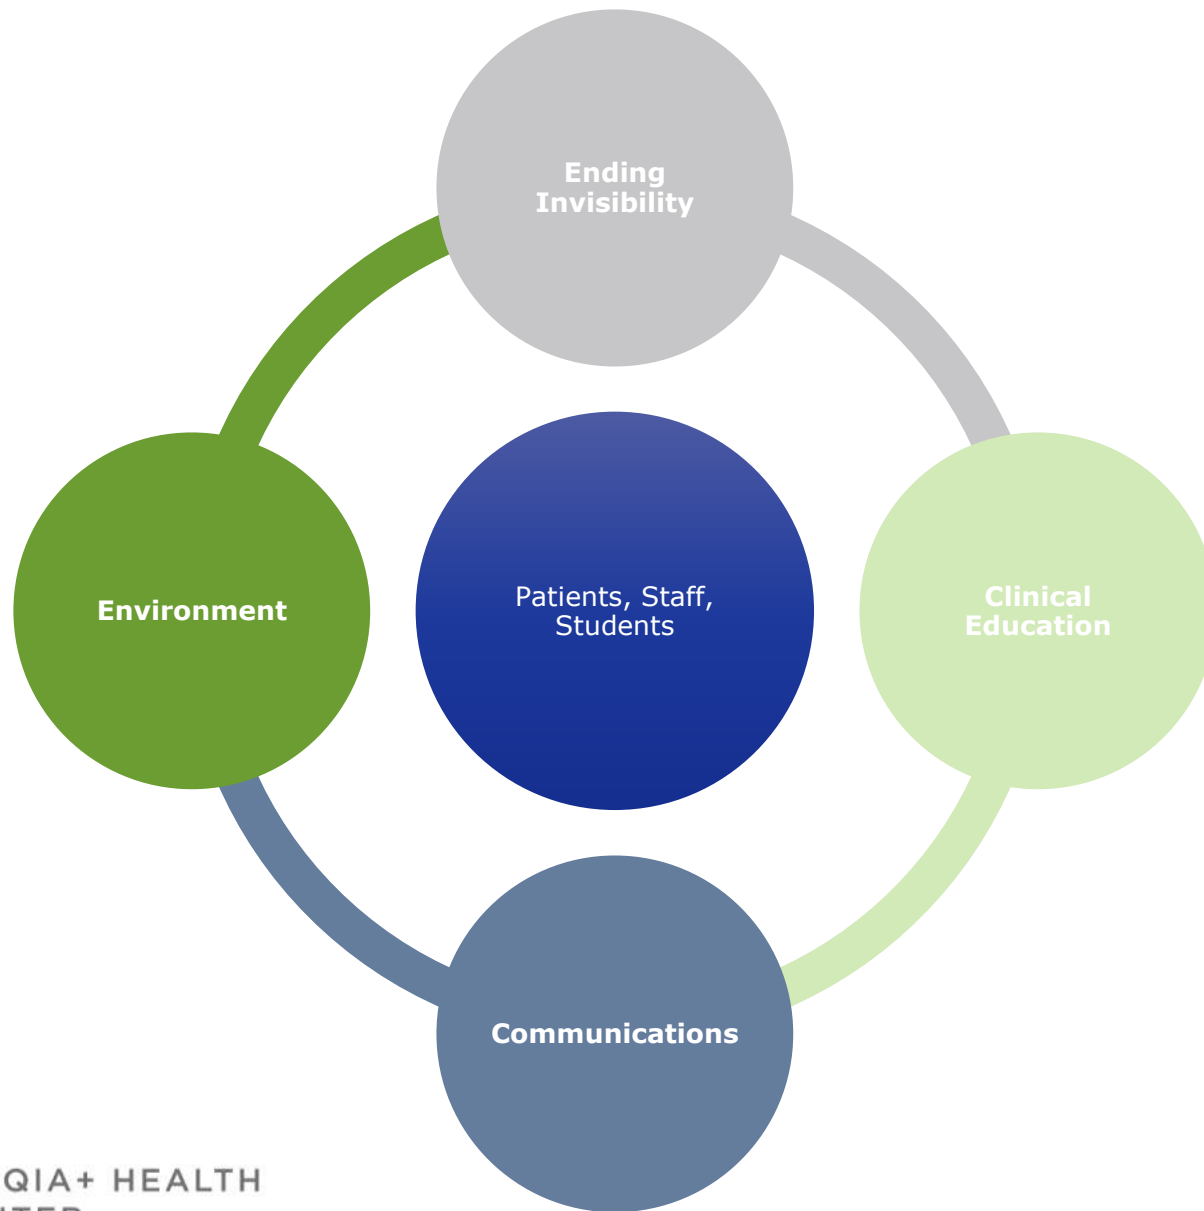 Ending
Invisibility
Environment
Patients, Staff,
Students
Clinical
Education
Communications
QIA+ HEALTH